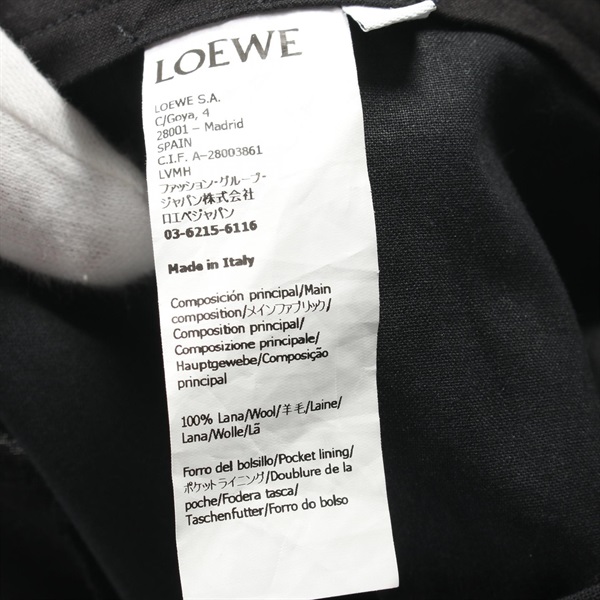 LOEWE
LOEWE S.A.
C/Goya, 4
28001 - Madrid
SPAIN
C.I.F. A-28003861
LVMH
ファッション・グループ・
ジャパン株式会社
ロエベジャパン
03-6215-6116
Made in Italy
Composición principal/Main
composition/メインファブリック/
Composition principal/
Composizione principale/
Hauptgewebe/Composição
principal
100% Lana/Wool/羊毛/Laine/
Lana/Wolle/Lã
Forro del bolsillo/Pocket lining/
ポケットライニング/Doublure de la
poche/Fodera tasca/
Taschenfutter/Forro do bolso